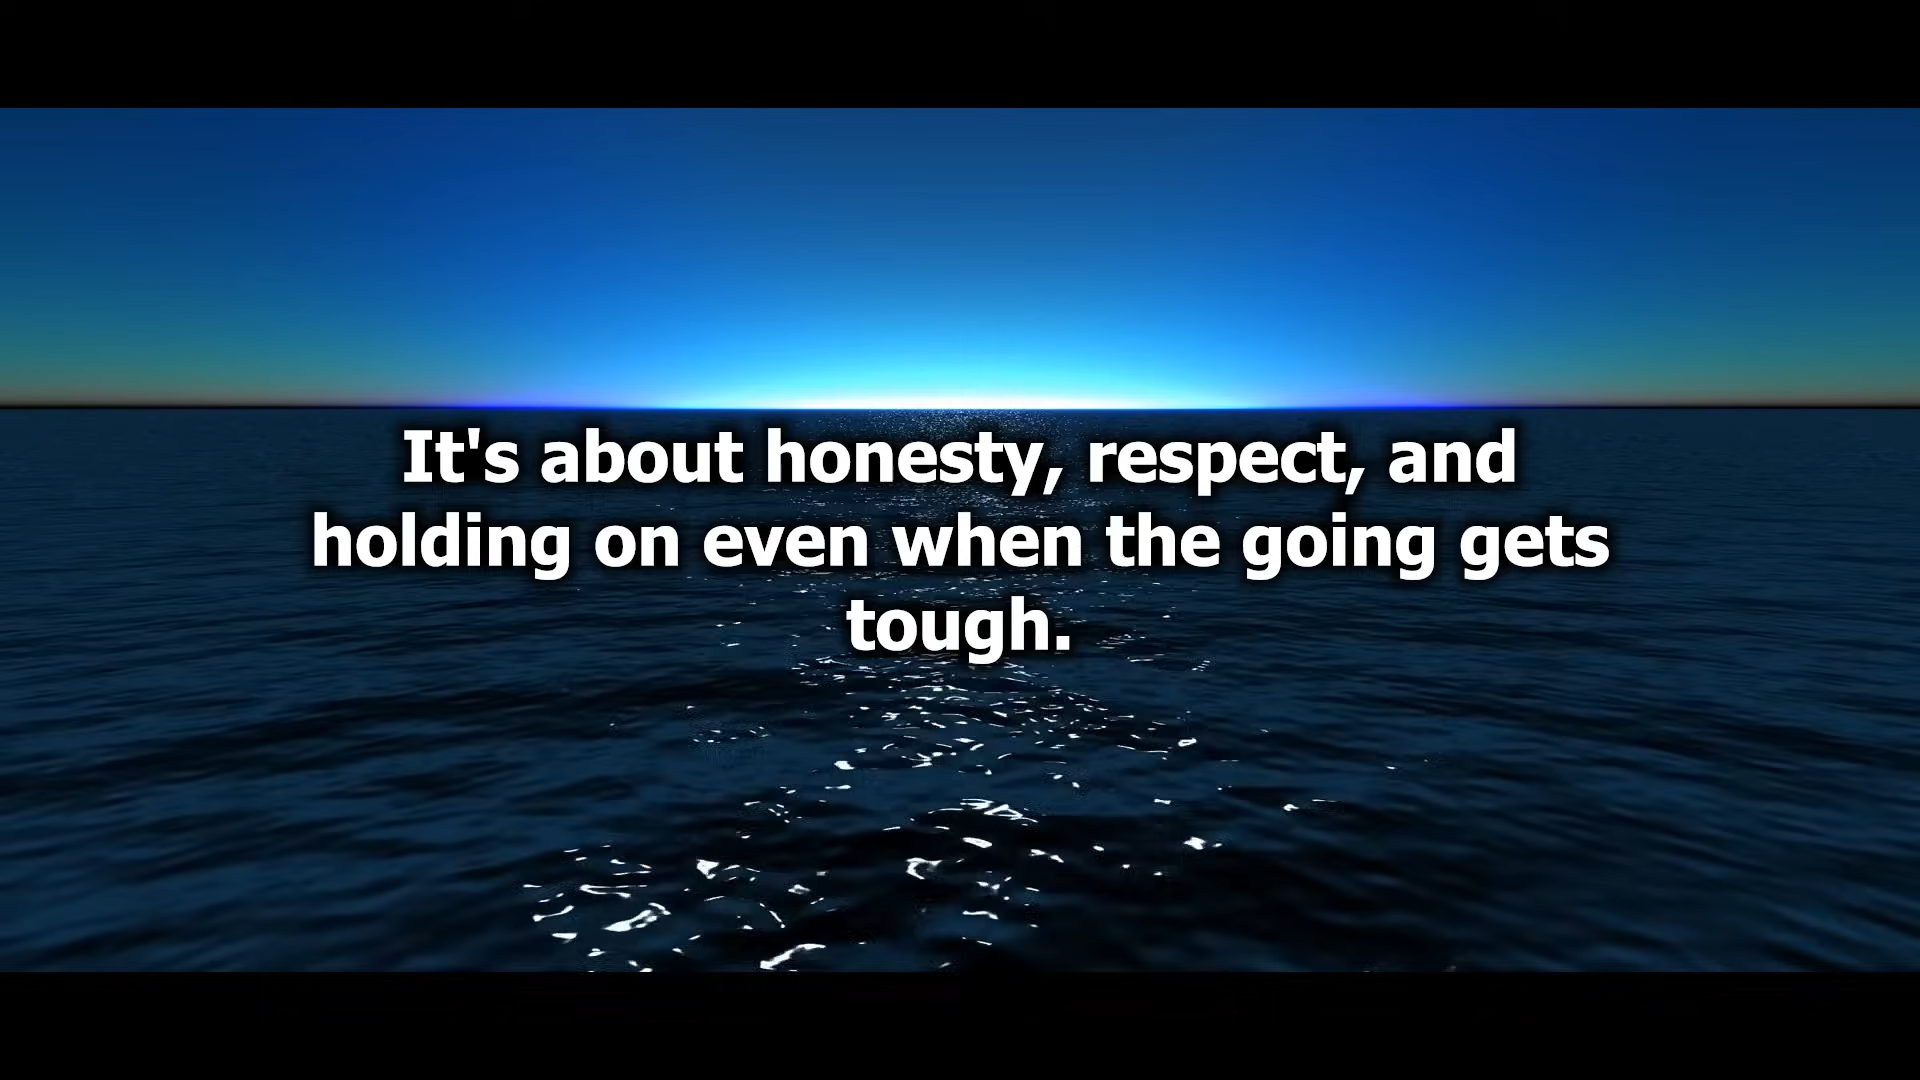 It's about honesty, respect, and
holding on even when the going gets
tough.